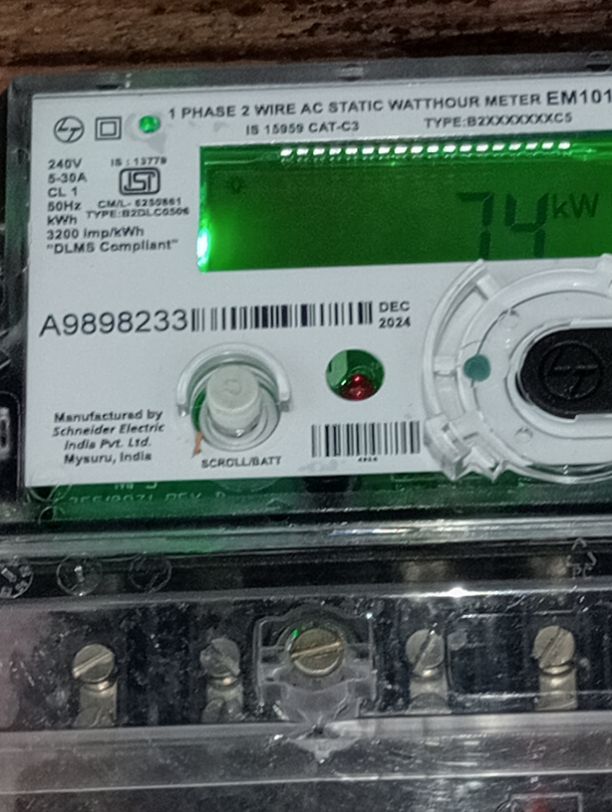 1 PHASE 2 WIRE AC STATIC WATTHOUR METER EM101
IS 15959 CAT-C3 TYPE:B2XXXXXXXC5
240V
5-30A
CL 1
50Hz
kWh
3200 imp/kWh
"DLMS Compliant"
IS : 13779
CM/L- 6250861
TYPE:B2DLC0506
74 kW
A9898233
DEC
2024
Manufactured by
Schneider Electric
India Pvt. Ltd.
Mysuru, India
SCROLL/BATT